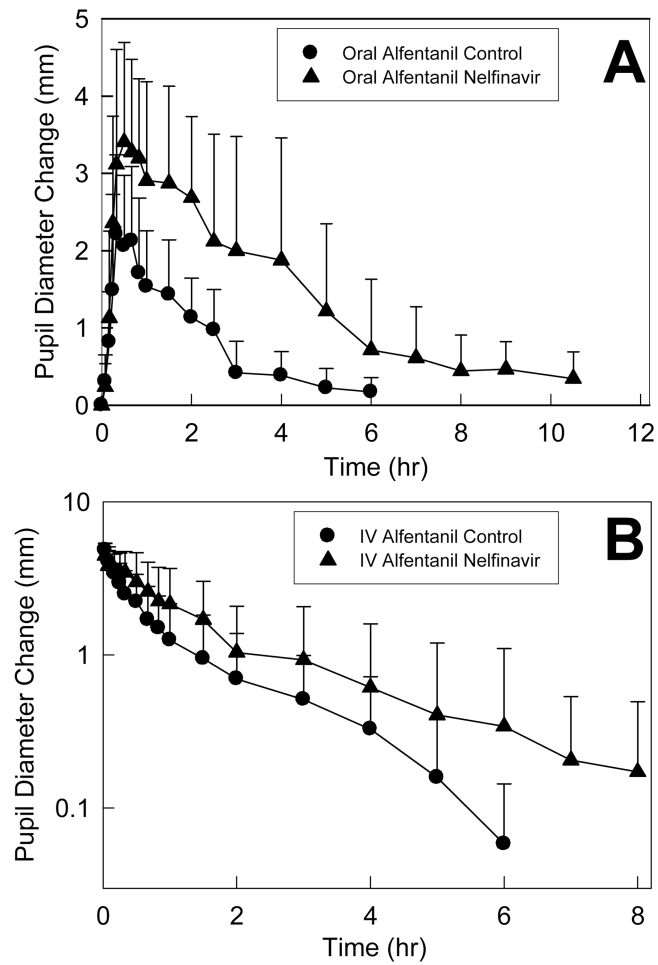 A
Oral Alfentanil Control
Oral Alfentanil Nelfinavir
Pupil Diameter Change (mm)
5
4
3
2
1
0
0 2 4 6 8 10 12
Time (hr)
B
IV Alfentanil Control
IV Alfentanil Nelfinavir
Pupil Diameter Change (mm)
10
1
0.1
0 2 4 6 8
Time (hr)